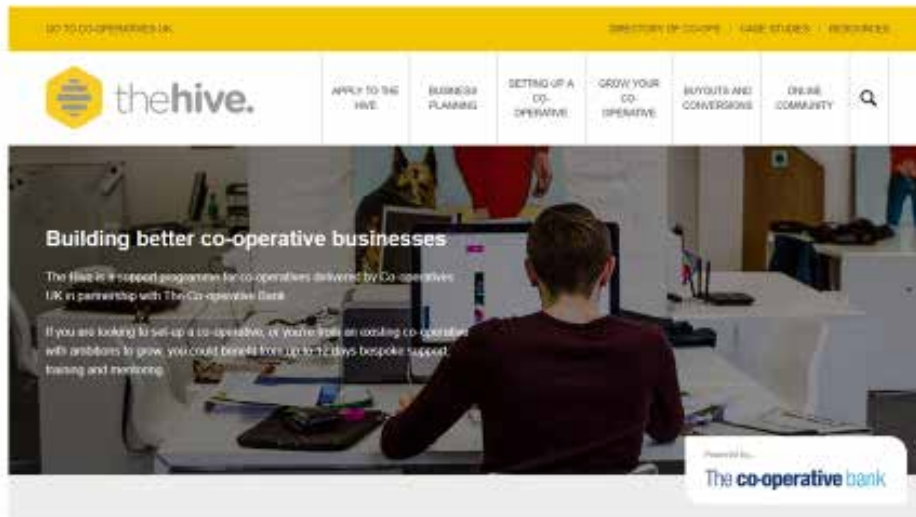 GO TO CO-OPERATIVES UK
DIRECTORY OF CO-OPS | CASE STUDIES | RESOURCES
thehive.
APPLY TO THE
HIVE
BUSINESS
PLANNING
SETTING UP A
CO-
OPERATIVE
GROW YOUR
CO-
OPERATIVE
BUYOUTS AND
CONVERSIONS
ONLINE
COMMUNITY
Building better co-operative businesses
The Hive is a support programme for co-operatives delivered by Co-operatives
UK in partnership with The Co-operative Bank
If you are looking to set-up a co-operative, or you're from an existing co-operative
with ambitions to grow, you could benefit from up to 12 days bespoke support,
training and mentoring.
Powered by...
The co-operative bank